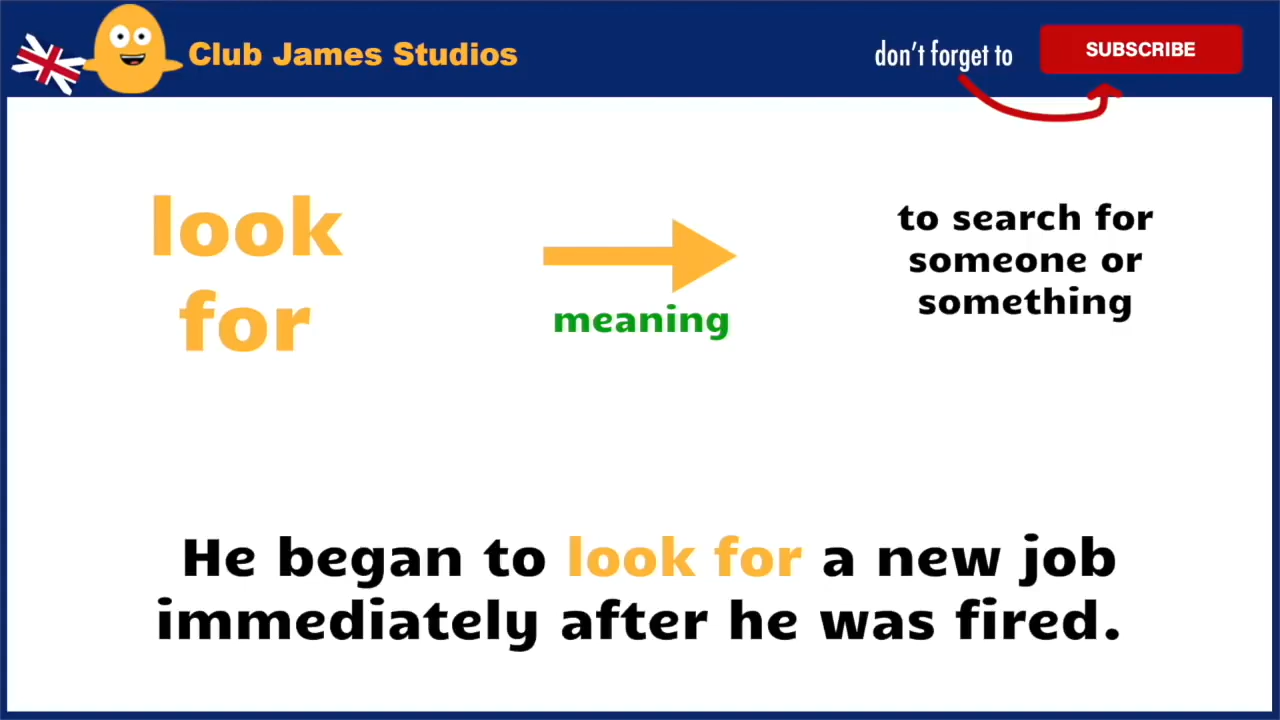 Club James Studios
don't forget to
SUBSCRIBE
look
for
meaning
to search for
someone or
something
He began to look for a new job
immediately after he was fired.